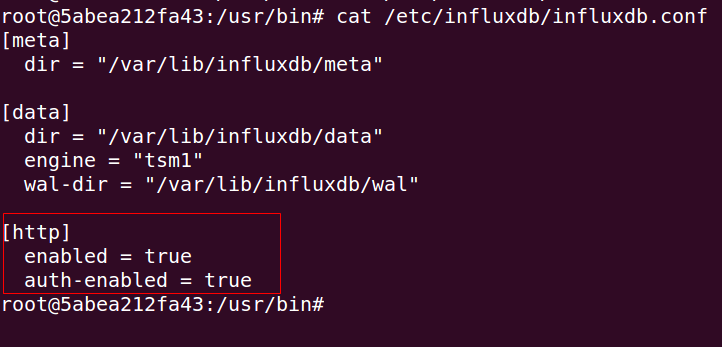 root@5abea212fa43:/usr/bin# cat /etc/influxdb/influxdb.conf
[meta]
  dir = "/var/lib/influxdb/meta"

[data]
  dir = "/var/lib/influxdb/data"
  engine = "tsm1"
  wal-dir = "/var/lib/influxdb/wal"

[http]
  enabled = true
  auth-enabled = true
root@5abea212fa43:/usr/bin#